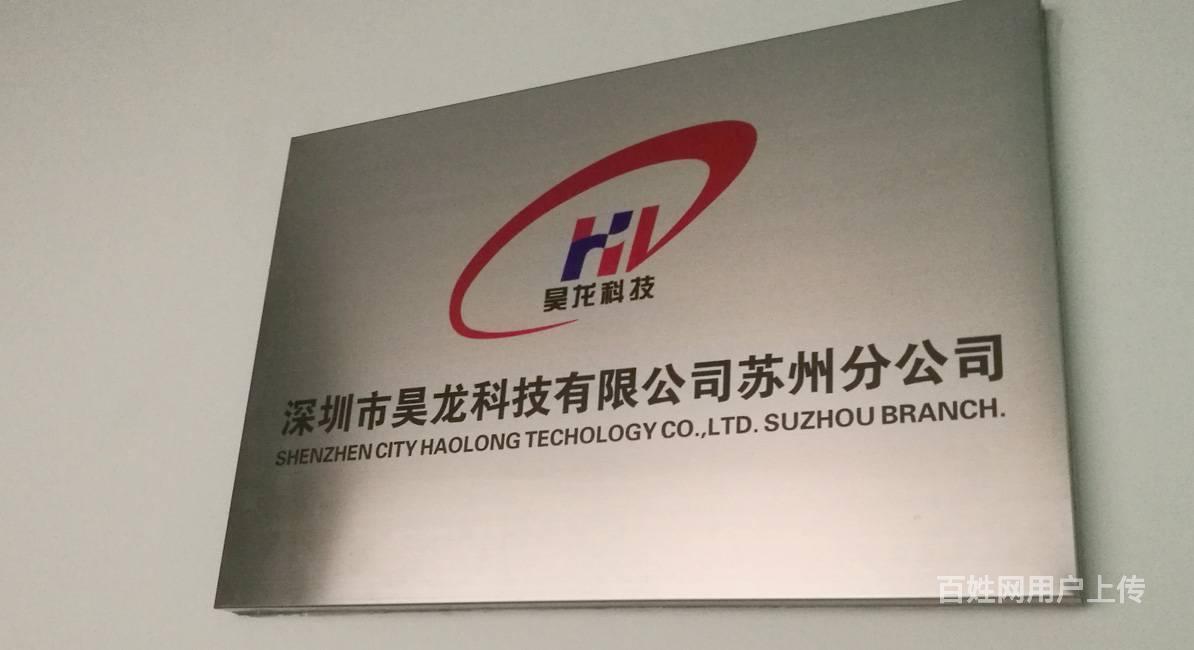 HL
昊龙科技
深圳市昊龙科技有限公司苏州分公司
SHENZHEN CITY HAOLONG TECHOLOGY CO.,LTD. SUZHOU BRANCH.
百姓网用户上传